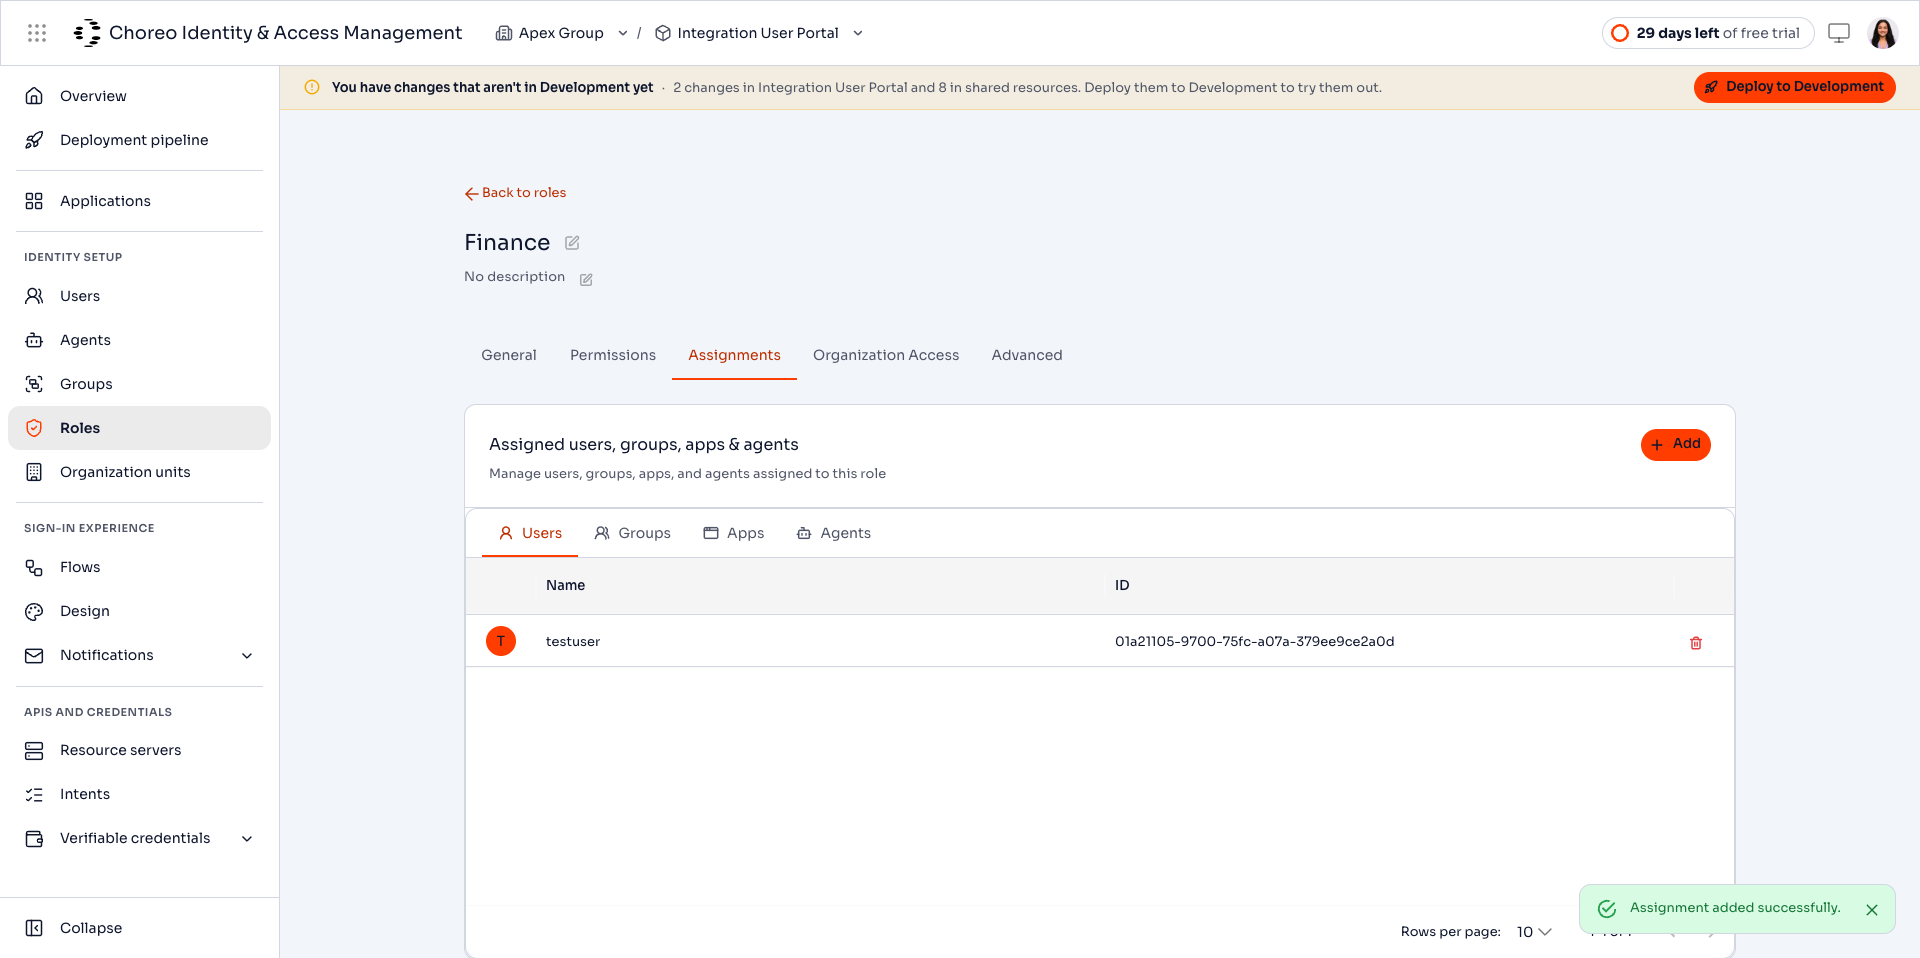 Choreo Identity & Access Management
Apex Group
/
Integration User Portal
29 days left of free trial
Overview
Deployment pipeline
Applications
IDENTITY SETUP
Users
Agents
Groups
Roles
Organization units
SIGN-IN EXPERIENCE
Flows
Design
Notifications
APIS AND CREDENTIALS
Resource servers
Intents
Verifiable credentials
Collapse
You have changes that aren't in Development yet · 2 changes in Integration User Portal and 8 in shared resources. Deploy them to Development to try them out.
Deploy to Development
Back to roles
Finance
No description
General
Permissions
Assignments
Organization Access
Advanced
Assigned users, groups, apps & agents
Manage users, groups, apps, and agents assigned to this role
+ Add
Users
Groups
Apps
Agents
Name
ID
T
testuser
01a21105-9700-75fc-a07a-379ee9ce2a0d
Rows per page:
10
Assignment added successfully.